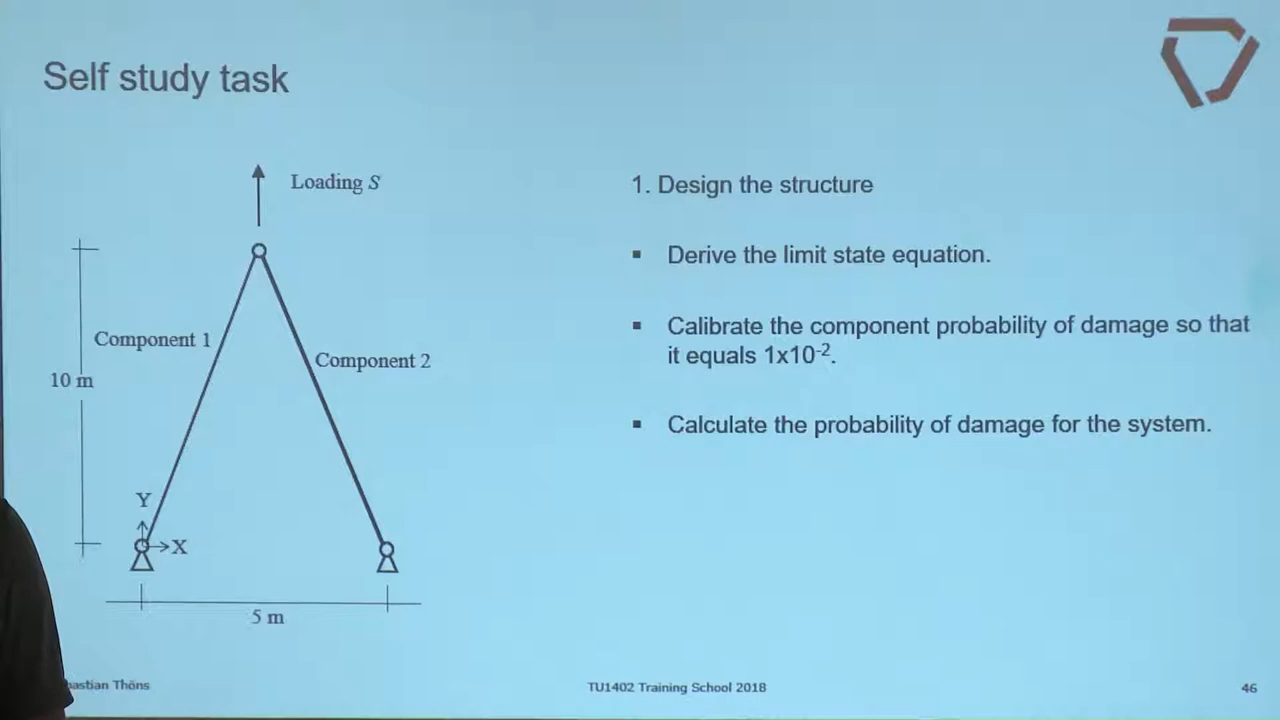 Self study task
Loading S
Component 1
Component 2
10 m
Y
X
5 m
1. Design the structure
▪ Derive the limit state equation.
▪ Calibrate the component probability of damage so that
it equals 1x10⁻².
▪ Calculate the probability of damage for the system.
Thöns
TU1402 Training School 2018
46